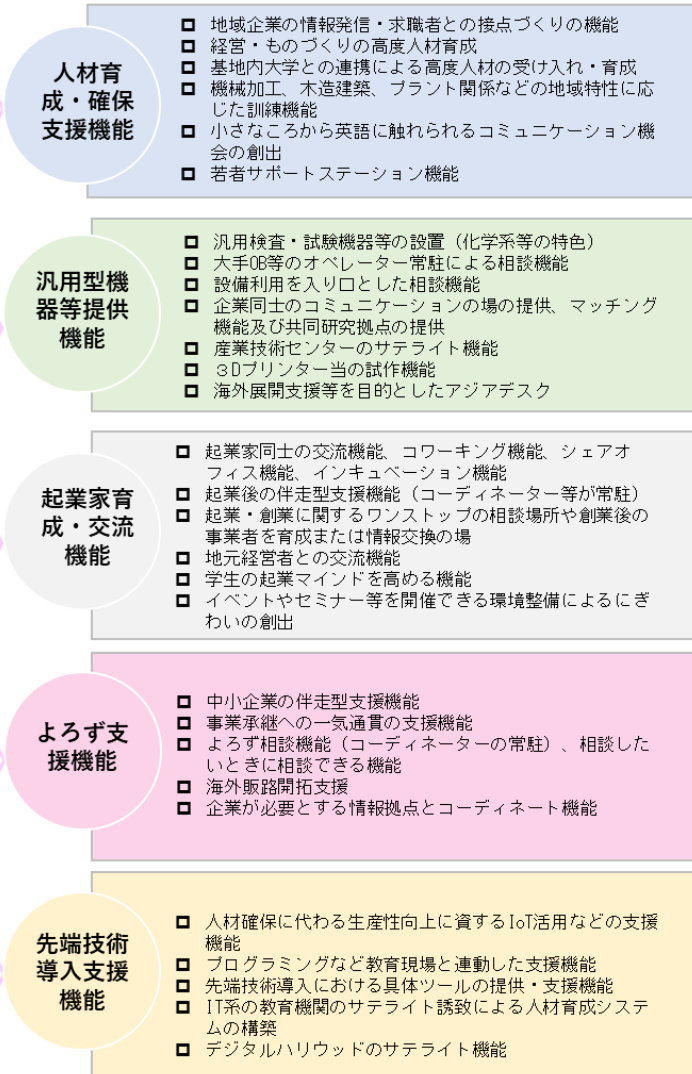 人材育
成・確保
支援機能
地域企業の情報発信・求職者との接点づくりの機能
経営・ものづくりの高度人材育成
基地内大学との連携による高度人材の受け入れ・育成
機械加工、木造建築、プラント関係などの地域特性に応
じた訓練機能
小さなころから英語に触れられるコミュニケーション機
会の創出
若者サポートステーション機能
汎用型機
器等提供
機能
汎用検査・試験機器等の設置（化学系等の特色）
大手OB等のオペレーター常駐による相談機能
設備利用を入り口とした相談機能
企業同士のコミュニケーションの場の提供、マッチング
機能及び共同研究拠点の提供
産業技術センターのサテライト機能
３Dプリンター当の試作機能
海外展開支援等を目的としたアジアデスク
起業家育
成・交流
機能
起業家同士の交流機能、コワーキング機能、シェアオ
フィス機能、インキュベーション機能
起業後の伴走型支援機能（コーディネーター等が常駐）
起業・創業に関するワンストップの相談場所や創業後の
事業者を育成または情報交換の場
地元経営者との交流機能
学生の起業マインドを高める機能
イベントやセミナー等を開催できる環境整備によるにぎ
わいの創出
よろず支
援機能
中小企業の伴走型支援機能
事業承継への一気通貫の支援機能
よろず相談機能（コーディネーターの常駐）、相談した
いときに相談できる機能
海外販路開拓支援
企業が必要とする情報拠点とコーディネート機能
先端技術
導入支援
機能
人材確保に代わる生産性向上に資するIoT活用などの支援
機能
プログラミングなど教育現場と連動した支援機能
先端技術導入における具体ツールの提供・支援機能
IT系の教育機関のサテライト誘致による人材育成システ
ムの構築
デジタルハリウッドのサテライト機能